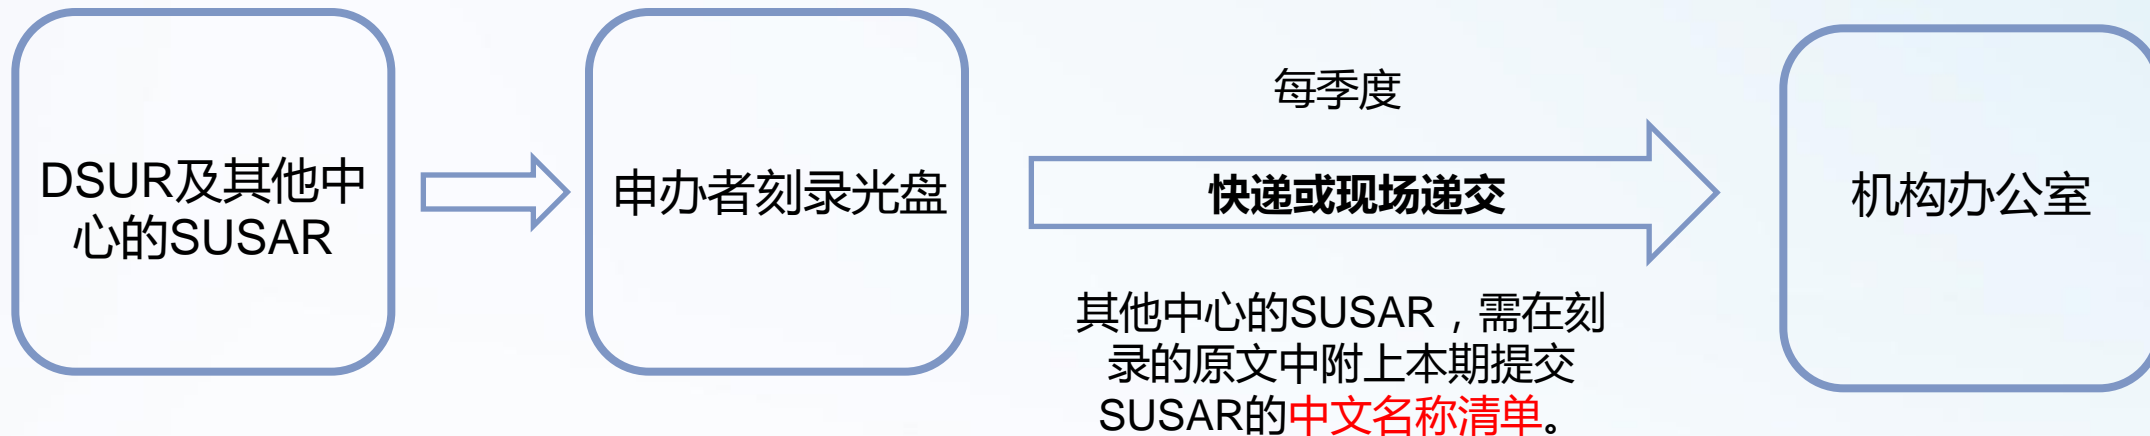 DSUR及其他中
心的SUSAR
申办者刻录光盘
每季度
快递或现场递交
其他中心的SUSAR，需在刻
录的原文中附上本期提交
SUSAR的中文名称清单。
机构办公室